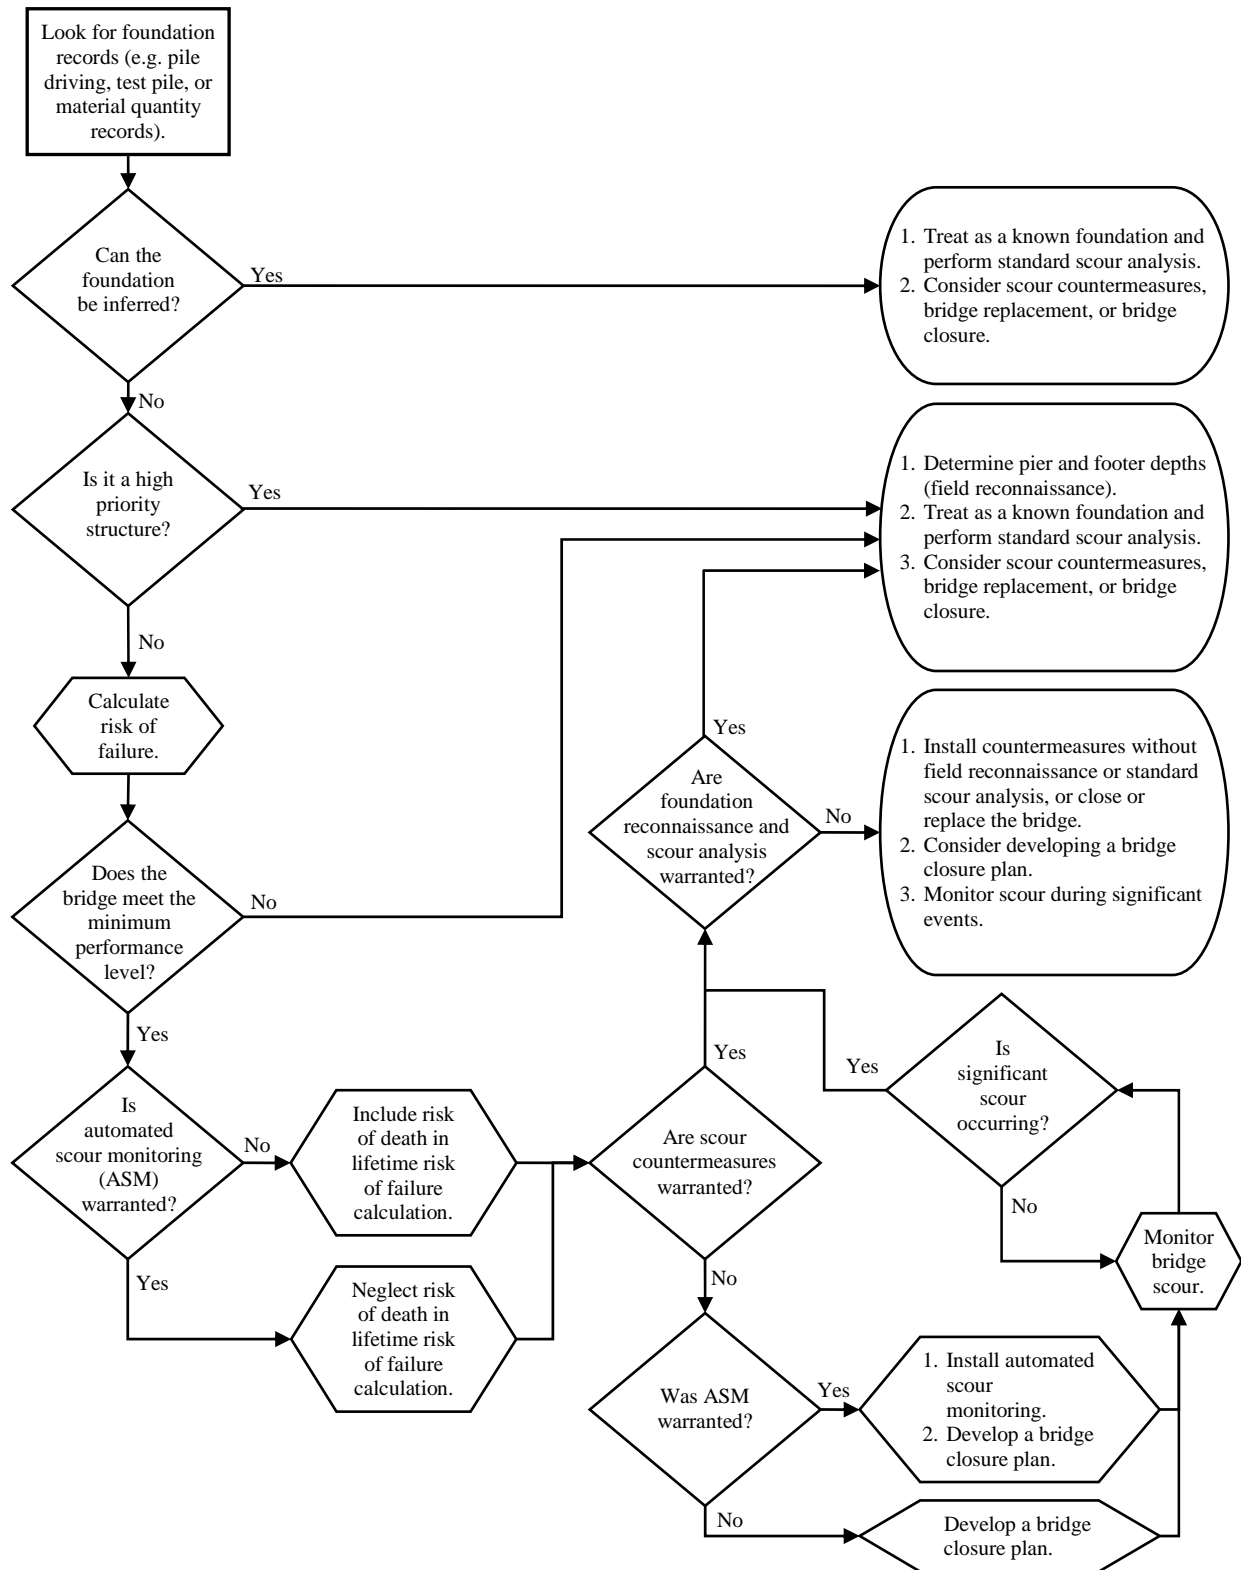 Look for foundation
records (e.g. pile
driving, test pile, or
material quantity
records).
Can the
foundation
be inferred?
Yes
1. Treat as a known foundation and
perform standard scour analysis.
2. Consider scour countermeasures,
bridge replacement, or bridge
closure.
No
Is it a high
priority
structure?
Yes
1. Determine pier and footer depths
(field reconnaissance).
2. Treat as a known foundation and
perform standard scour analysis.
3. Consider scour countermeasures,
bridge replacement, or bridge
closure.
No
Calculate
risk of
failure.
Does the
bridge meet the
minimum
performance
level?
No
Yes
Are
foundation
reconnaissance and
scour analysis
warranted?
Yes
No
1. Install countermeasures without
field reconnaissance or standard
scour analysis, or close or
replace the bridge.
2. Consider developing a bridge
closure plan.
3. Monitor scour during significant
events.
Is
automated
scour monitoring
(ASM)
warranted?
No
Include risk
of death in
lifetime risk
of failure
calculation.
Yes
Neglect risk
of death in
lifetime risk
of failure
calculation.
Are scour
countermeasures
warranted?
Yes
No
Is
significant
scour
occurring?
Yes
No
Monitor
bridge
scour.
Was ASM
warranted?
Yes
1. Install automated
scour
monitoring.
2. Develop a bridge
closure plan.
No
Develop a bridge
closure plan.